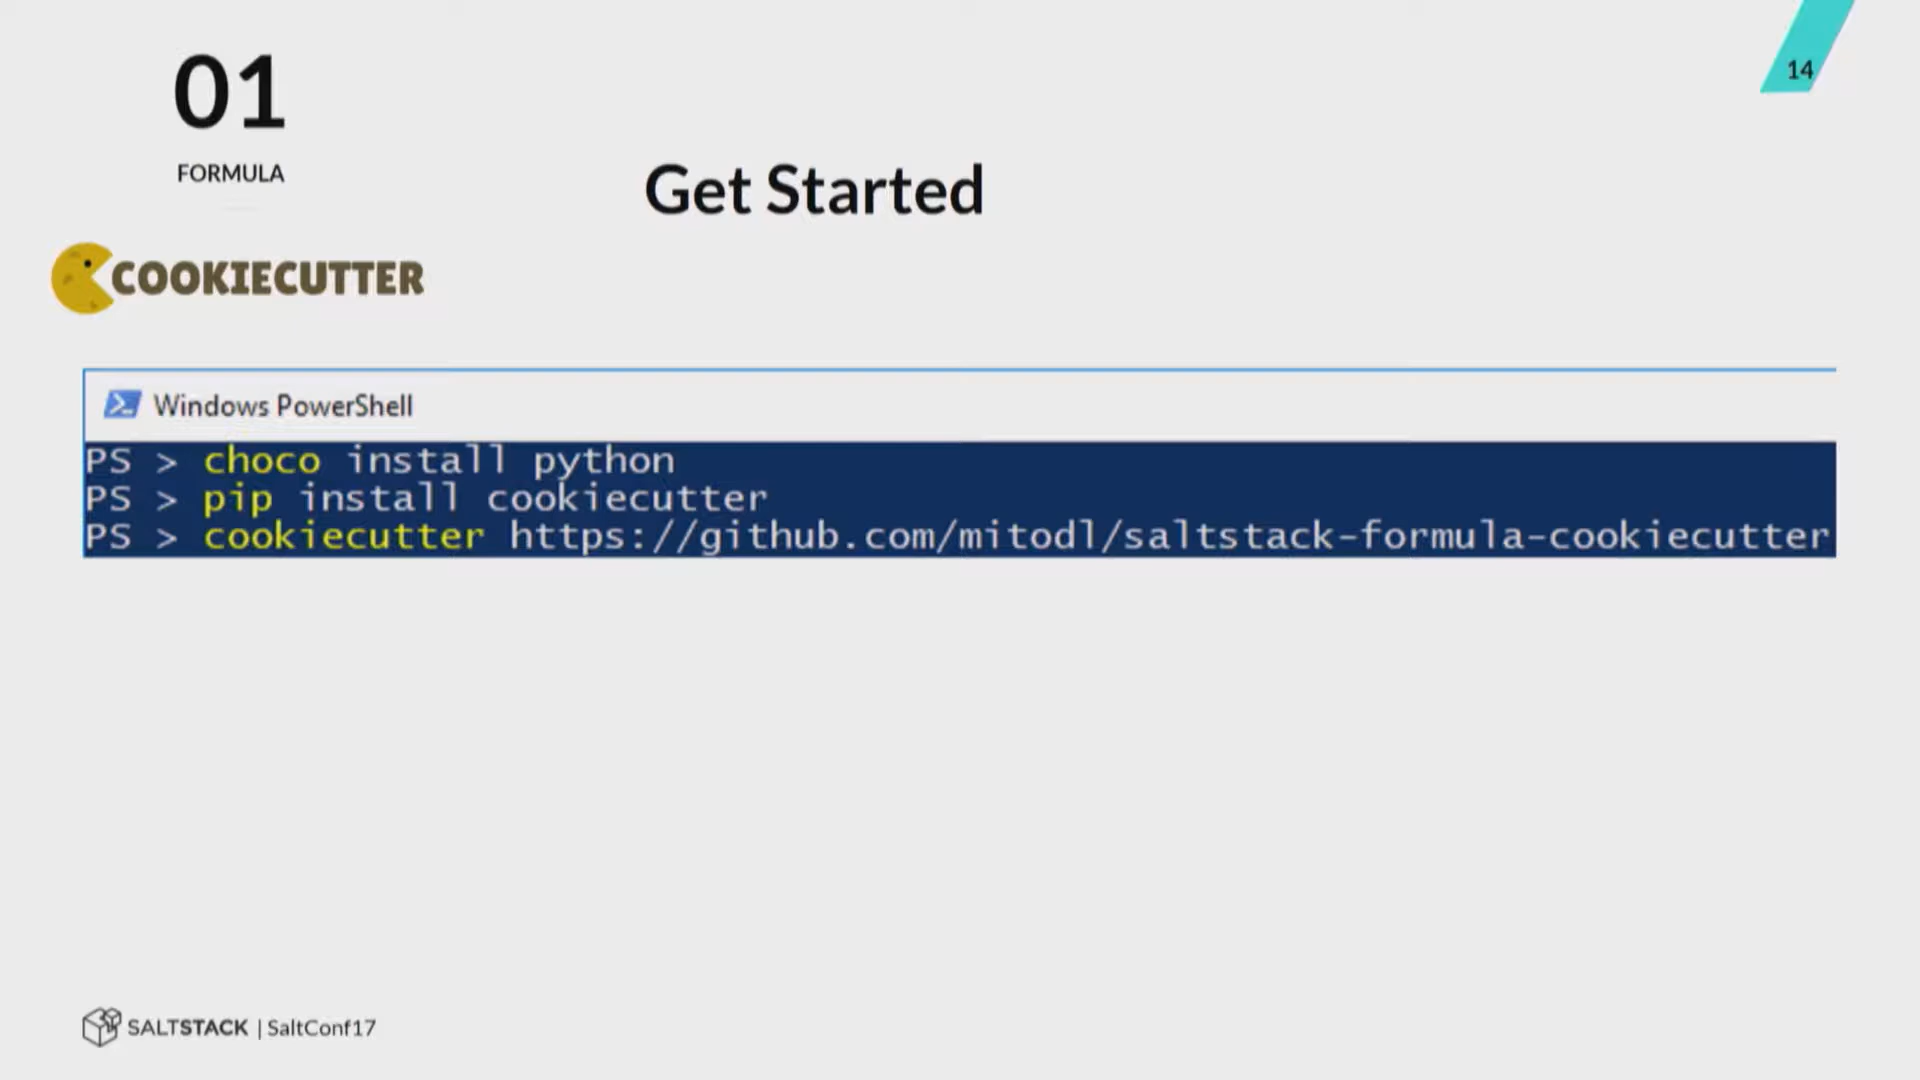 01
FORMULA
14
Get Started
COOKIECUTTER
Windows PowerShell
PS > choco install python
PS > pip install cookiecutter
PS > cookiecutter https://github.com/mitodl/saltstack-formula-cookiecutter
SALTSTACK | SaltConf17